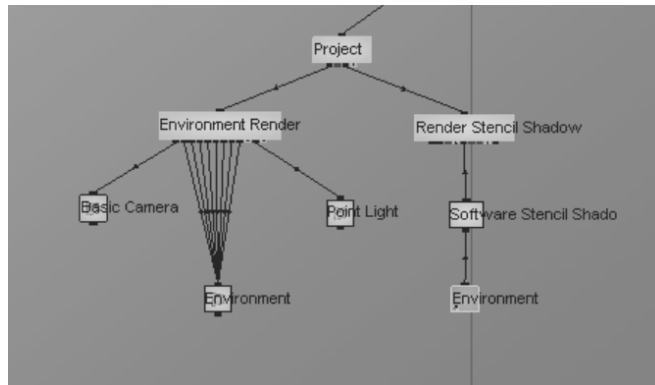 Project
Environment Render
Render Stencil Shadow
Basic Camera
Point Light
Software Stencil Shado
Environment
Environment